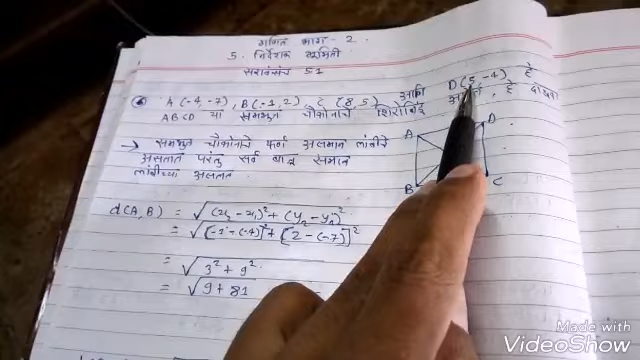 गणित भाग - 2
5. निर्देशक भूमिती
सरावसंच 5.1
6 A (-4,-7), B(-1,2), C (8,5) आणि D(5,-4) हे
ABCD या समभुज चौकोनाचे शिरोबिंदू
→ समभुज चौकोनाचे कर्ण असमान लांबीचे
असतात परंतु सर्व बाजू समान
लांबीच्या असतात
A
D
B
C
d(A, B) = √(x₂ - x₁)² + (y₂ - y₁)²
= √[-1 - (-4)]² + [2 - (-7)]²
= √3² + 9²
= √9 + 81
Made with
VideoShow